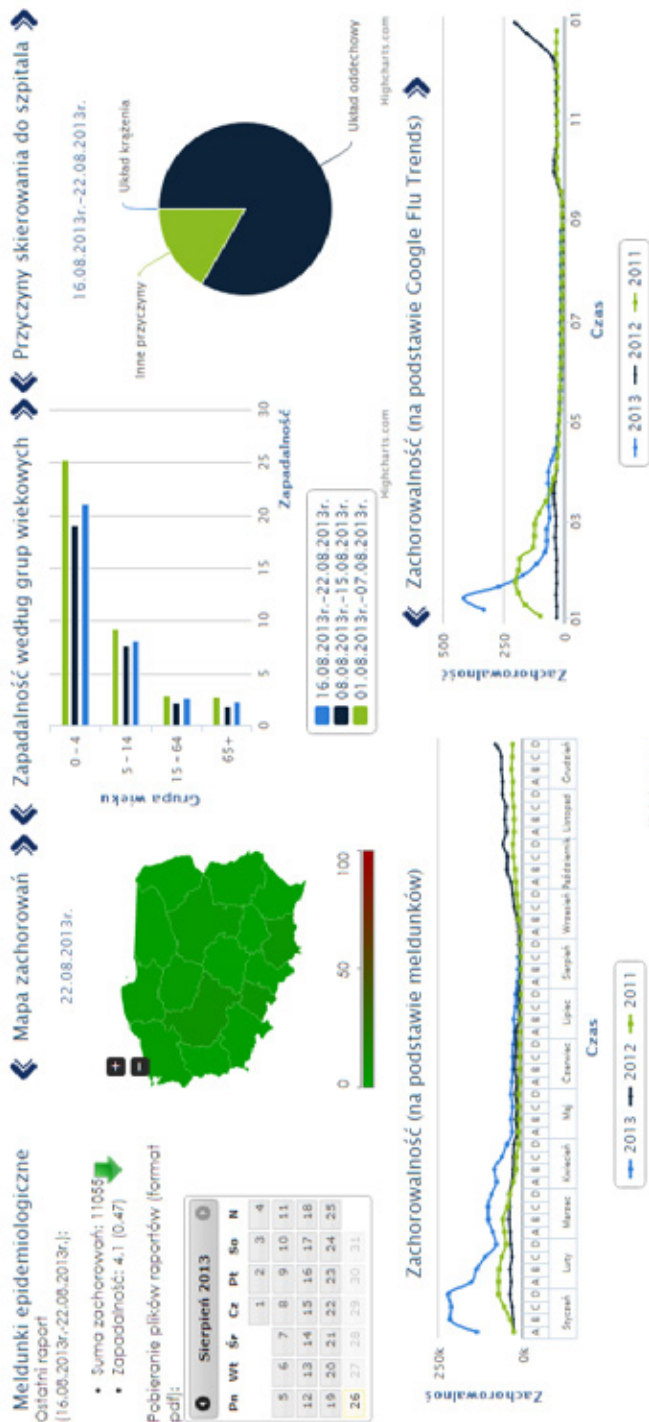 Meldunki epidemiologiczne
Ostatni raport
(16.08.2013r.-22.08.2013r.):
• Suma zachorowań: 11055
• Zapadalność: 4.1 (0.47)
Pobieranie plików raportów (format
pdf):
Sierpień 2013
Pn Wt Śr Cz Pt So N
1 2 3 4
5 6 7 8 9 10 11
12 13 14 15 16 17 18
19 20 21 22 23 24 25
26 27 28 29 30 31
Mapa zachorowań
22.08.2013r.
+
−
0 50 100
Zapadalność według grup wiekowych
Grupa wieku
0 - 4
5 - 14
15 - 64
65+
0 5 10 15 20 25 30
Zapadalność
16.08.2013r.-22.08.2013r.
08.08.2013r.-15.08.2013r.
01.08.2013r.-07.08.2013r.
Highcharts.com
Przyczyny skierowania do szpitala
16.08.2013r.-22.08.2013r.
Układ krążenia
Inne przyczyny
Układ oddechowy
Highcharts.com
Zachorowalność (na podstawie meldunków)
Zachorowalnoś
250k
0k
A B C D A B C D A B C D A B C D A B C D A B C D A B C D A B C D A B C D A B C D A B C D A B C D
Styczeń Luty Marzec Kwiecień Maj Czerwiec Lipiec Sierpień Wrzesień Październik Listopad Grudzień
Czas
2013 2012 2011
Zachorowalność (na podstawie Google Flu Trends)
Zachorowalność
500
250
0
01 03 05 07 09 11 01
Czas
2013 2012 2011